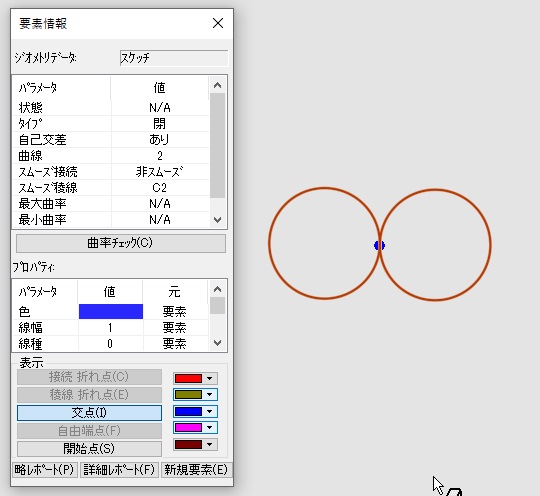 要素情報
ｼﾞｵﾒﾄﾘﾃﾞｰﾀ: ｽｹｯﾁ
ﾊﾟﾗﾒｰﾀ 値
状態 N/A
ﾀｲﾌﾟ 閉
自己交差 あり
曲線 2
ｽﾑｰｽﾞ接続 非ｽﾑｰｽﾞ
ｽﾑｰｽﾞ稜線 C2
最大曲率 N/A
最小曲率 N/A
曲率ﾁｪｯｸ(C)
ﾌﾟﾛﾊﾟﾃｨ:
ﾊﾟﾗﾒｰﾀ 値 元
色 要素
線幅 1 要素
線種 0 要素
表示
接続 折れ点(C)
稜線 折れ点(E)
交点(I)
自由端点(F)
開始点(S)
略ﾚﾎﾟｰﾄ(P) 詳細ﾚﾎﾟｰﾄ(F) 新規要素(E)